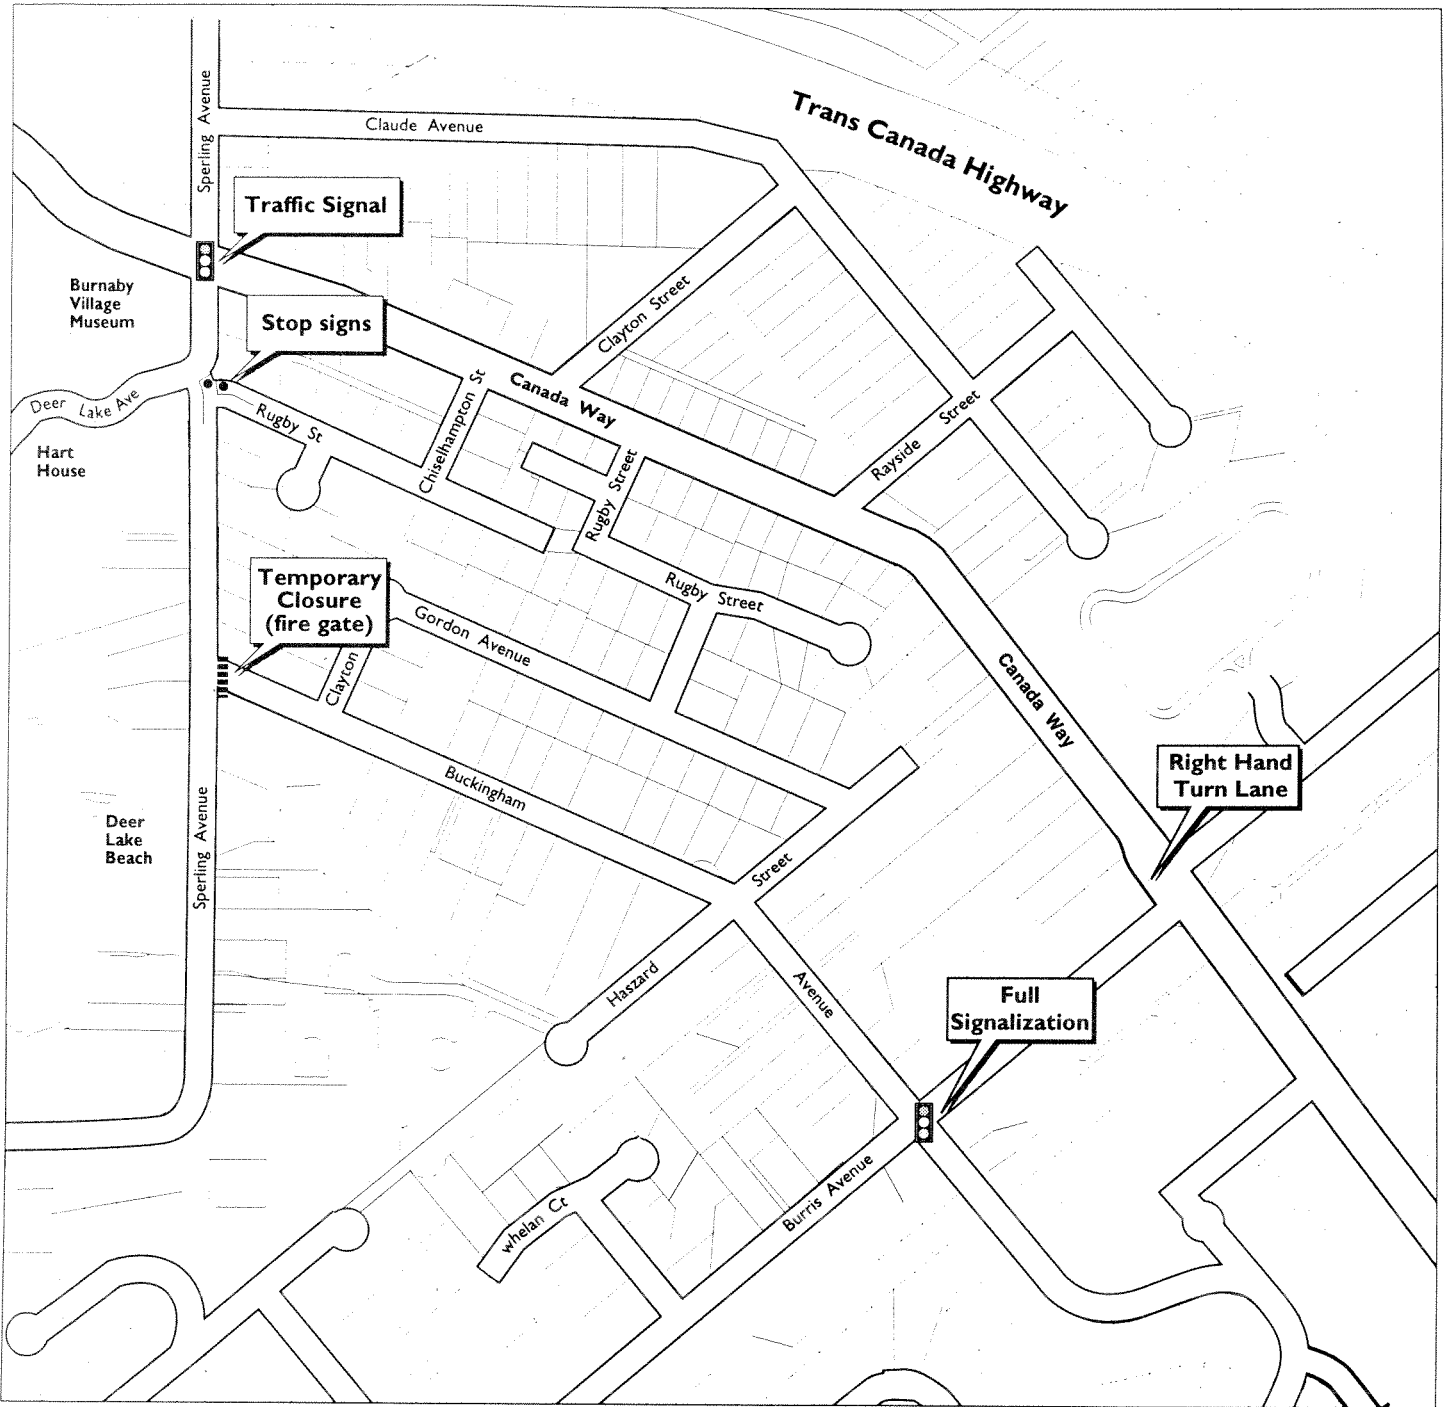 Trans Canada Highway
Claude Avenue
Sperling Avenue
Traffic Signal
Burnaby
Village
Museum
Stop signs
Clayton Street
Canada Way
Chiselhampton St
Deer Lake Ave
Rugby St
Rayside Street
Hart
House
Rugby Street
Temporary
Closure
(fire gate)
Rugby Street
Gordon Avenue
Clayton
Canada Way
Right Hand
Turn Lane
Buckingham
Avenue
Deer
Lake
Beach
Sperling Avenue
Haszard Street
Full
Signalization
Burris Avenue
whelan Ct